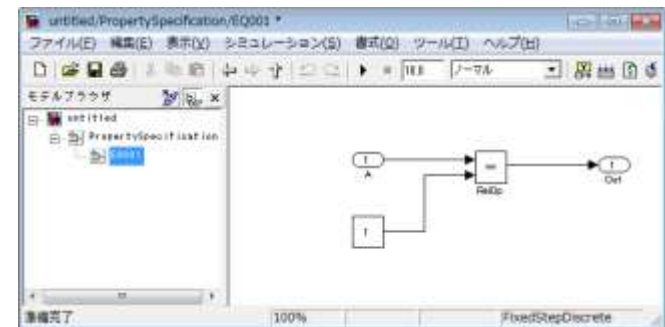 untitled/PropertySpecification/EQ001 *
ファイル(F) 編集(E) 表示(V) シミュレーション(S) 書式(O) ツール(T) ヘルプ(H)
10.0 ノーマル
モデルブラウザ
untitled
PropertySpecification
EQ001
1
A
==
RelOp
1
Out
1
準備完了 100% FixedStepDiscrete